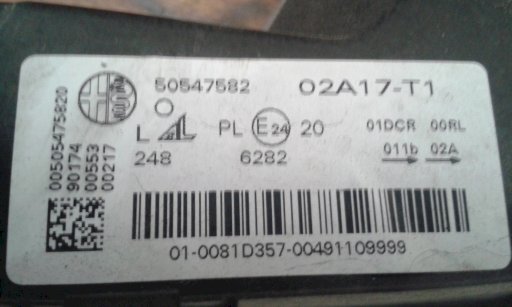 50547582 02A17-T1
L AL PL E24 20 01DCR 00RL
248 6282 011b 02A
01-0081D357-00491109999
00505475820
90174
00553
00217